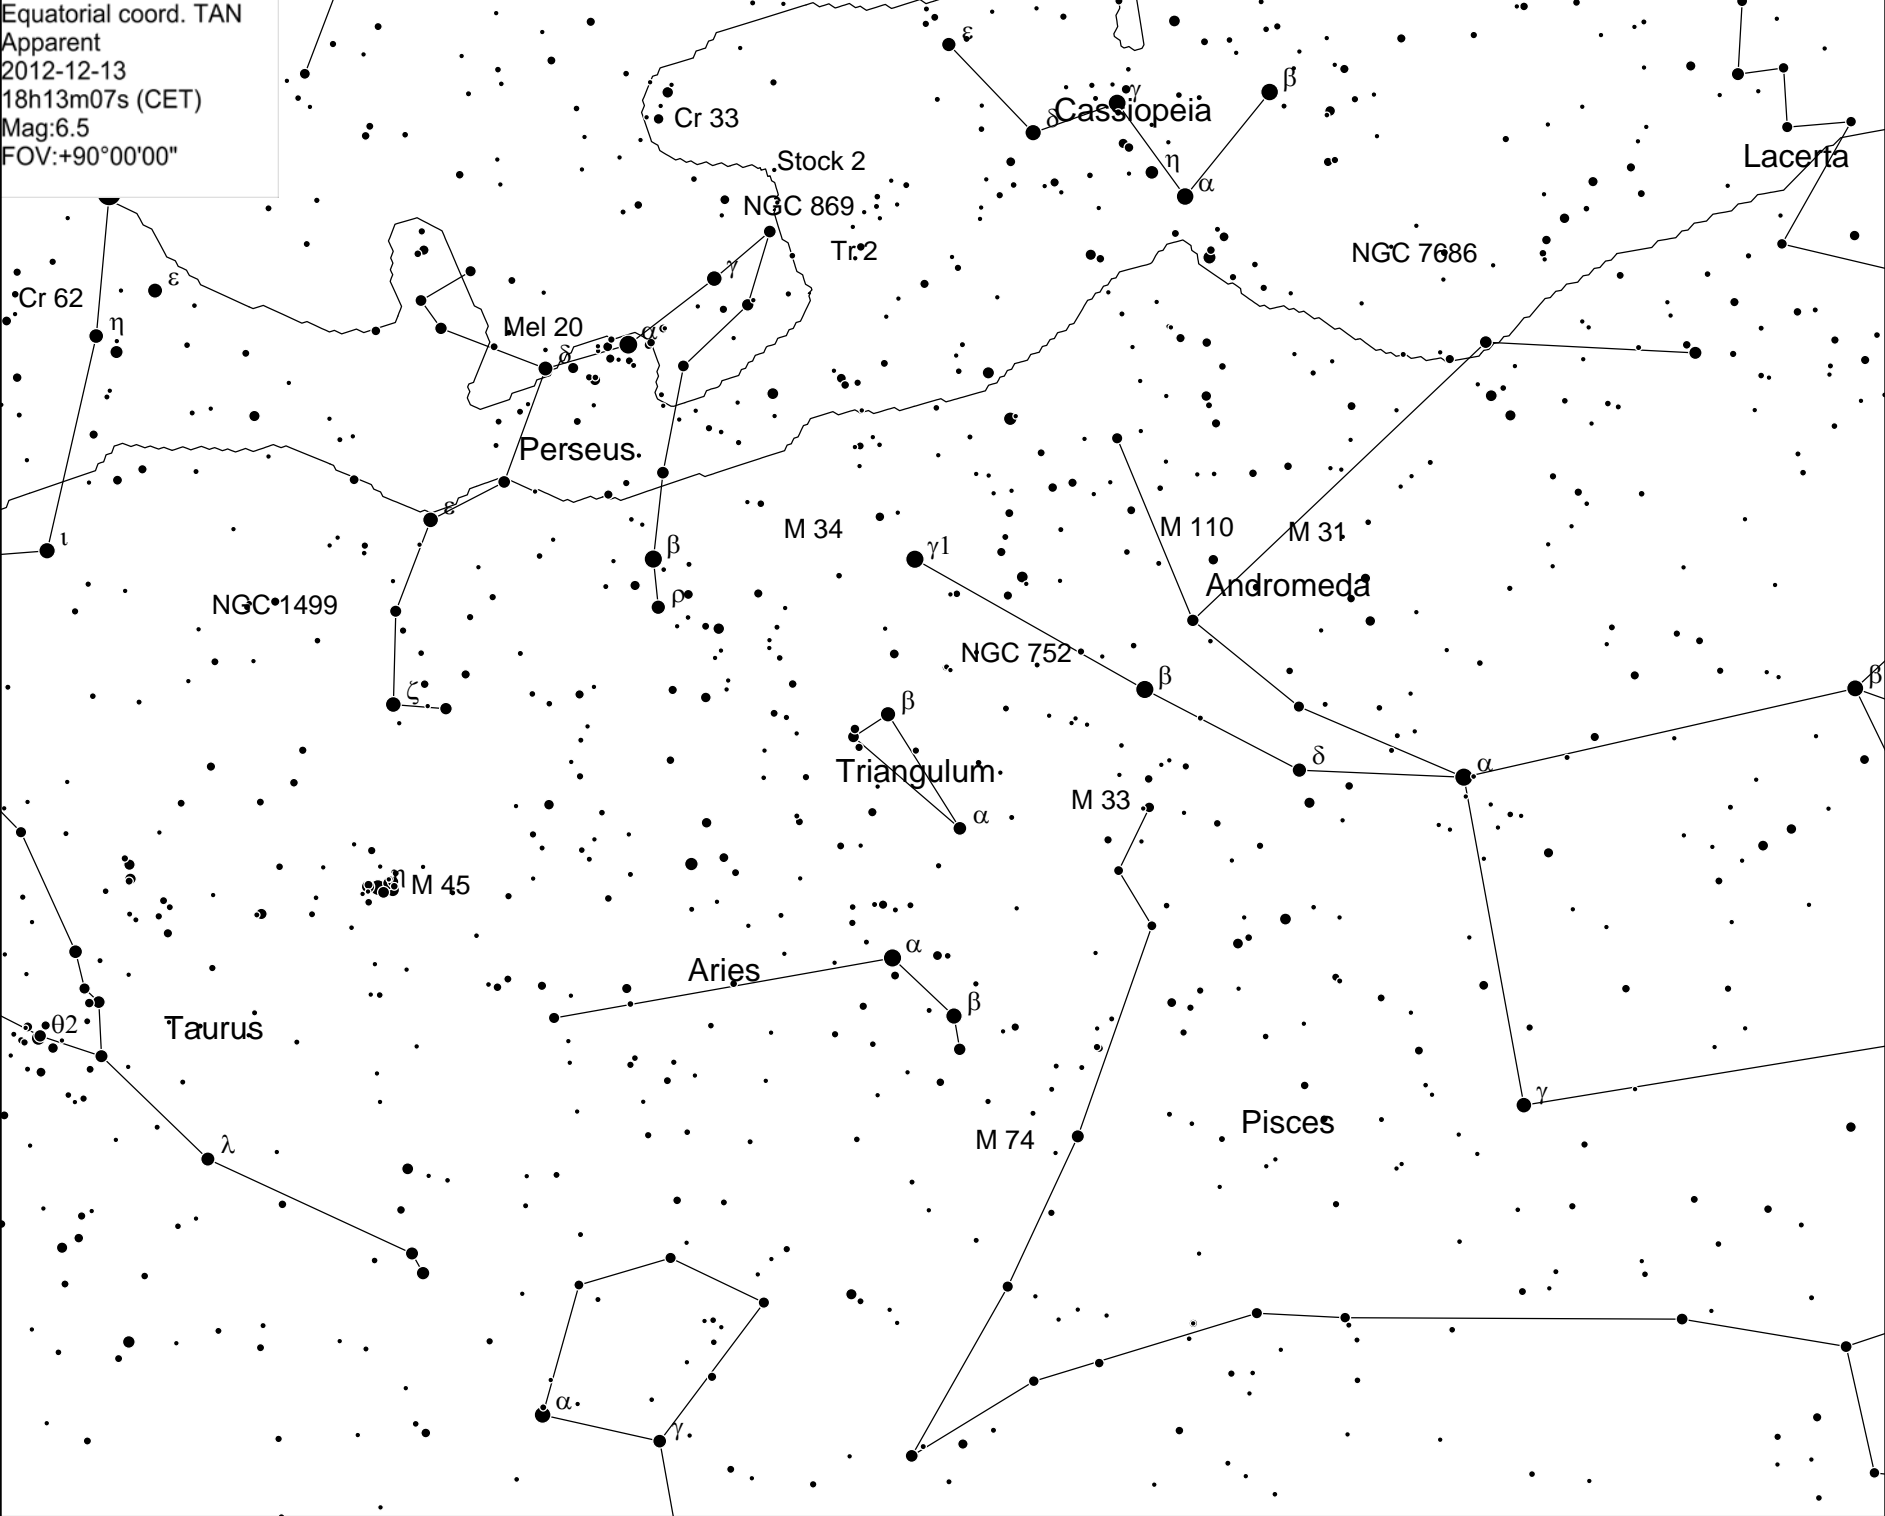 Equatorial coord. TAN
Apparent
2012-12-13
18h13m07s (CET)
Mag:6.5
FOV:+90°00'00"
ε
β
γ
Cassiopeia
δ
Cr 33
Lacerta
Stock 2
η
α
NGC 869
Tr 2
NGC 7686
γ
ε
Cr 62
η
Mel 20
α
δ
Perseus
ε
M 34
M 110
M 31
ι
β
γ1
Andromeda
ρ
NGC 1499
NGC 752
β
β
ζ
β
δ
α
Triangulum
M 33
α
η
M 45
α
Aries
β
θ2
Taurus
γ
Pisces
M 74
λ
α
γ